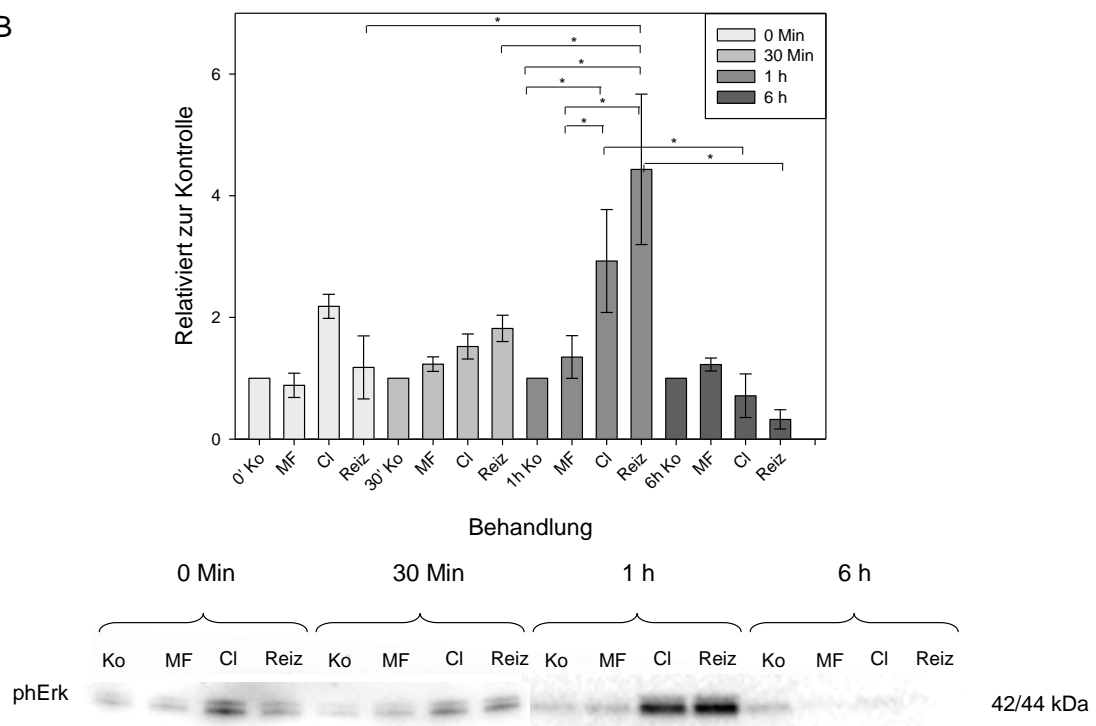 B
*
*
*
*
*
*
*
*
0 Min
30 Min
1 h
6 h
6
4
2
0
Relativiert zur Kontrolle
0' Ko MF Cl Reiz 30' Ko MF Cl Reiz 1h Ko MF Cl Reiz 6h Ko MF Cl Reiz
Behandlung
0 Min 30 Min 1 h 6 h
Ko MF Cl Reiz Ko MF Cl Reiz Ko MF Cl Reiz Ko MF Cl Reiz
phErk 42/44 kDa